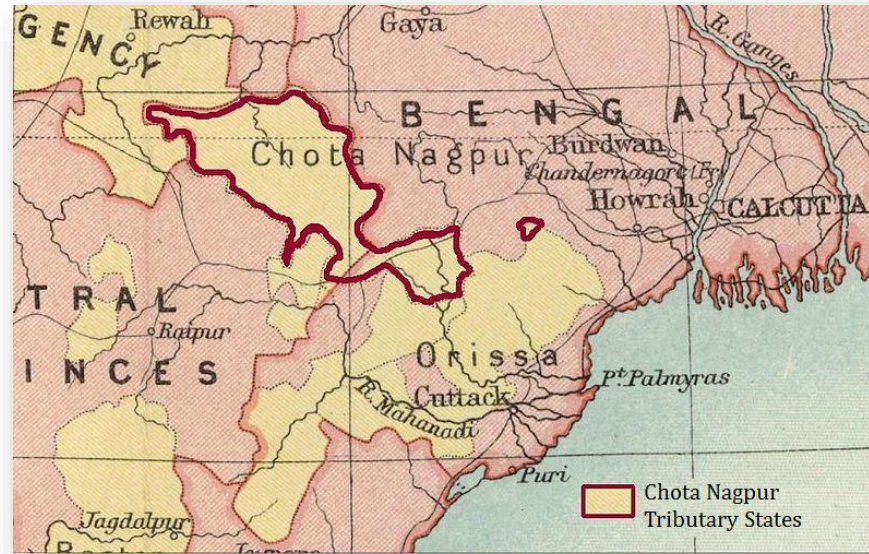 Rewah
Gaya
GENCY
R. Ganges
BENGAL
Chota Nagpur
Burdwan
Chandernagore (Fr.)
Howrah
CALCUTTA
TRAL
Raipur
INCES
Orissa
Pt. Palmyras
Cuttack
R. Mahanadi
Puri
Chota Nagpur
Tributary States
Jagdalpur